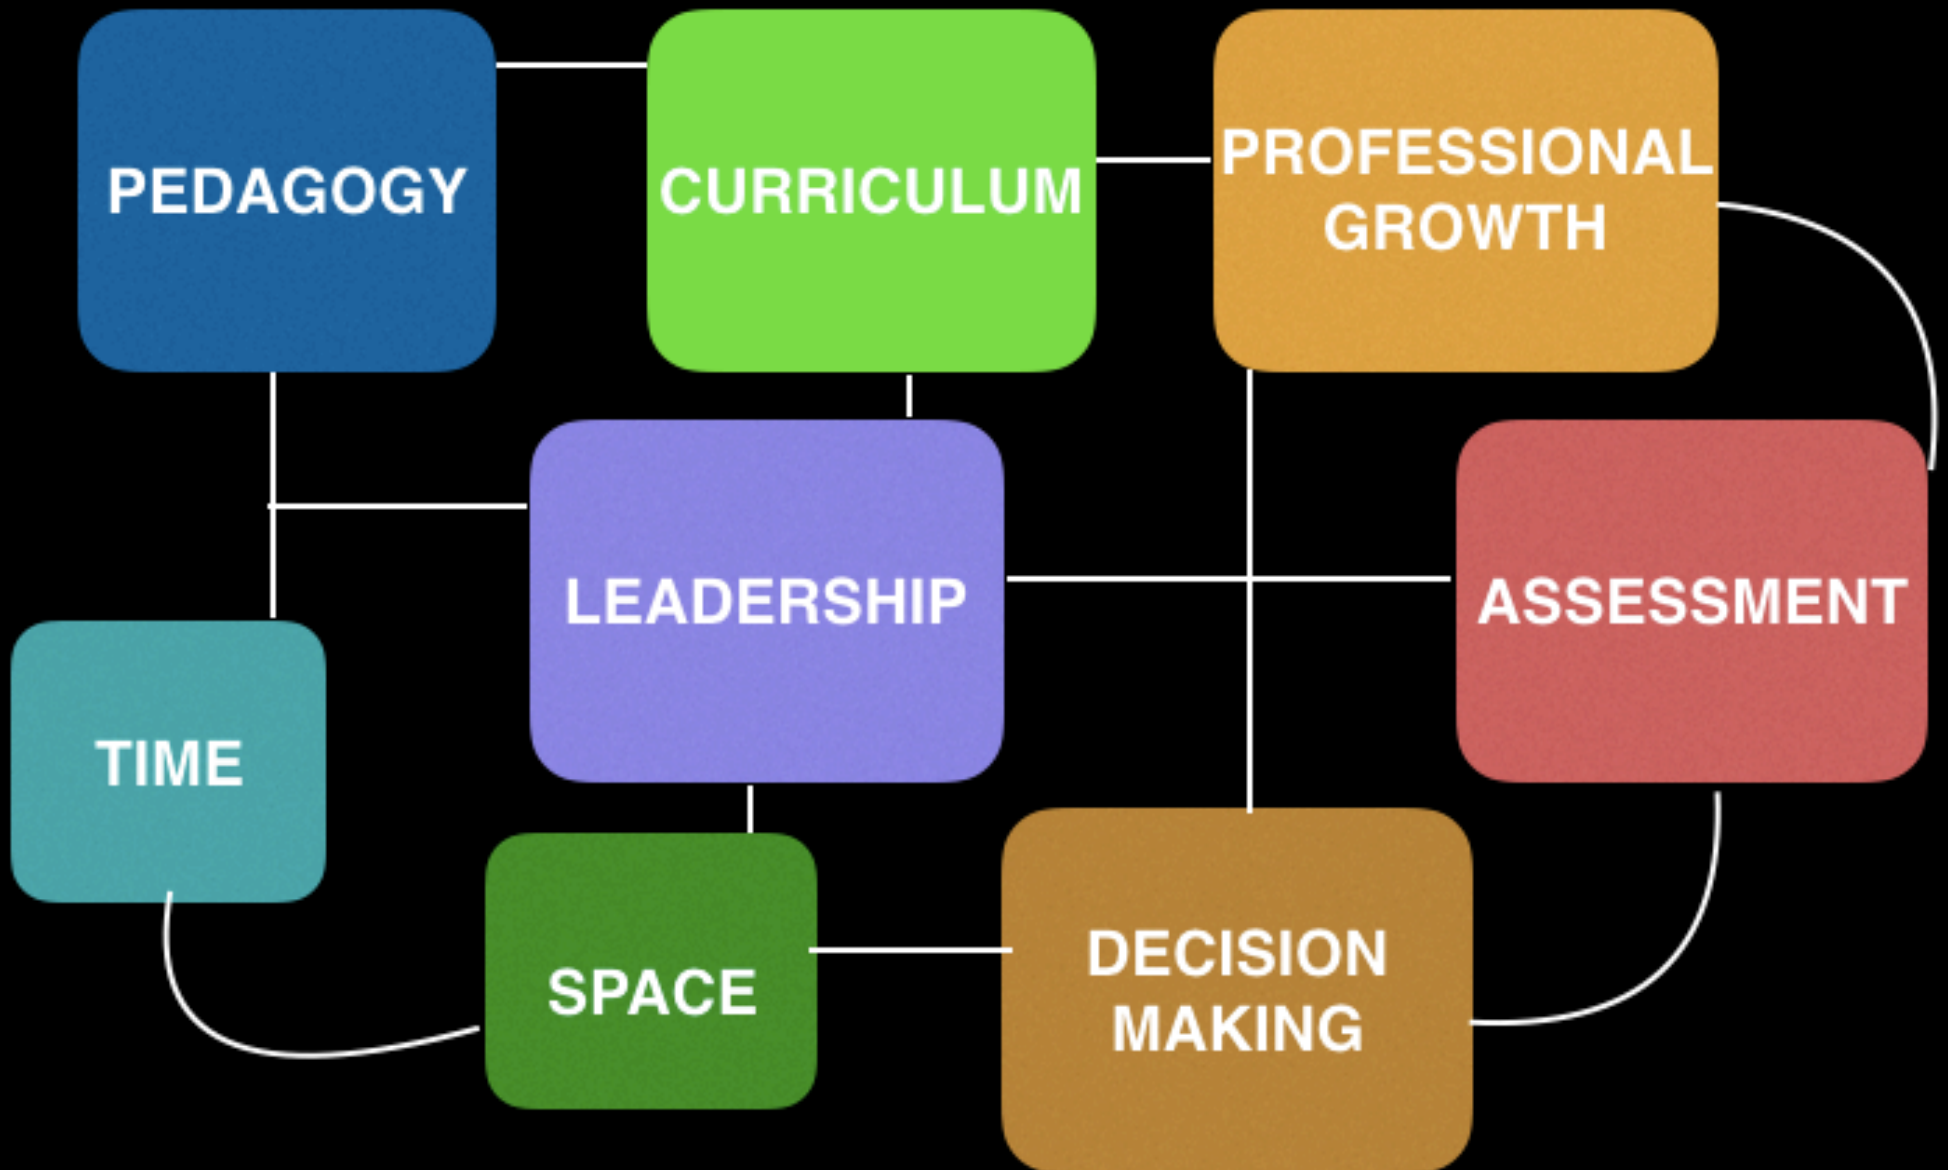 PEDAGOGY
CURRICULUM
PROFESSIONAL
GROWTH
LEADERSHIP
ASSESSMENT
TIME
SPACE
DECISION
MAKING